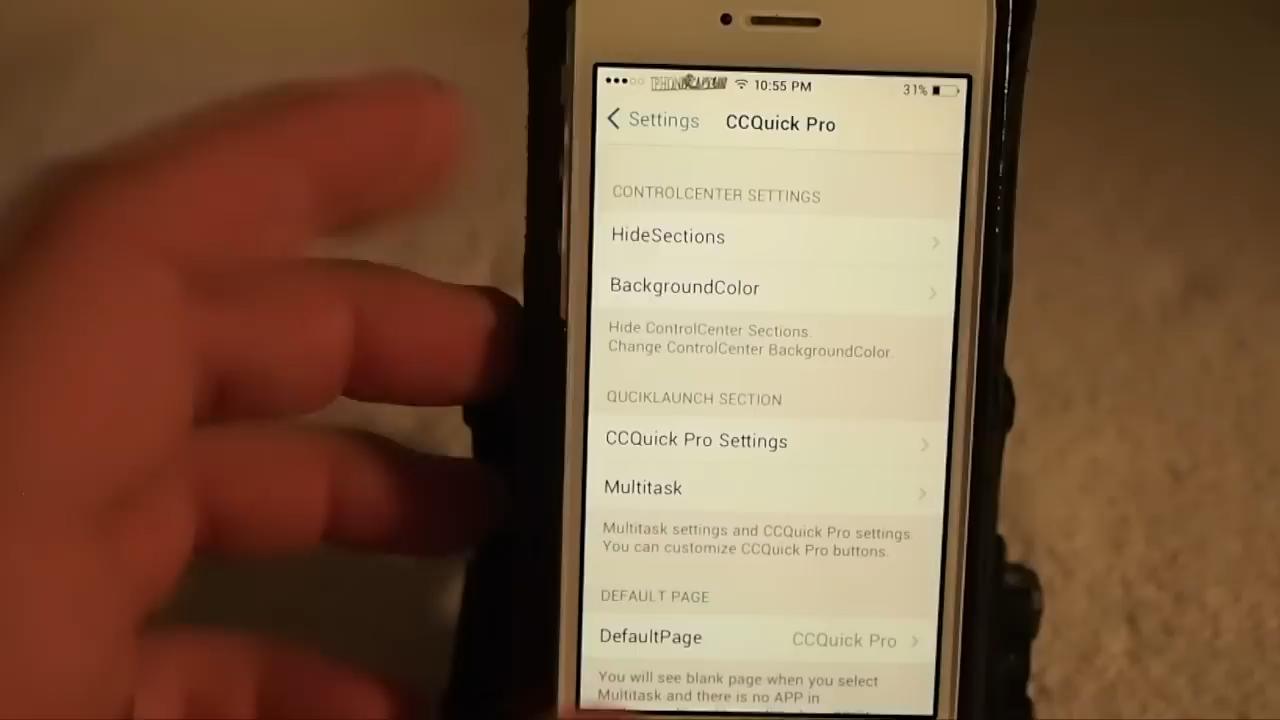 10:55 PM
31%
Settings
CCQuick Pro
CONTROLCENTER SETTINGS
HideSections
BackgroundColor
Hide ControlCenter Sections.
Change ControlCenter BackgroundColor.
QUCIKLAUNCH SECTION
CCQuick Pro Settings
Multitask
Multitask settings and CCQuick Pro settings.
You can customize CCQuick Pro buttons.
DEFAULT PAGE
DefaultPage
CCQuick Pro
You will see blank page when you select
Multitask and there is no APP in